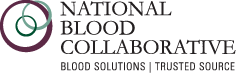 NATIONAL
BLOOD
COLLABORATIVE
BLOOD SOLUTIONS | TRUSTED SOURCE